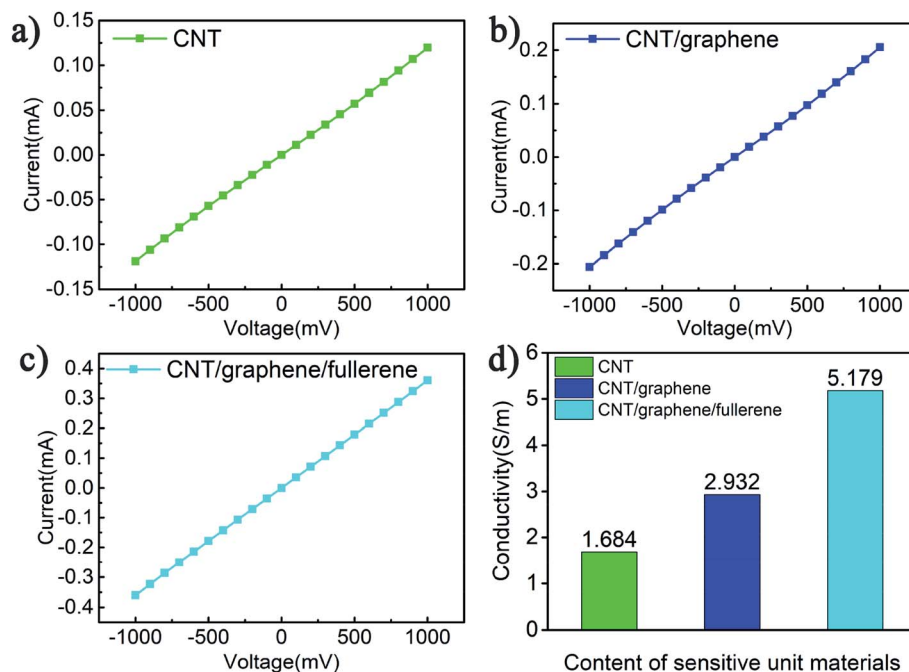 a)
CNT
0.15
0.10
0.05
0.00
-0.05
-0.10
-0.15
Current(mA)
-1000 -500 0 500 1000
Voltage(mV)
b)
CNT/graphene
0.2
0.1
0.0
-0.1
-0.2
Current(mA)
-1000 -500 0 500 1000
Voltage(mV)
c)
CNT/graphene/fullerene
0.4
0.3
0.2
0.1
0.0
-0.1
-0.2
-0.3
-0.4
Current(mA)
-1000 -500 0 500 1000
Voltage(mV)
d)
CNT
CNT/graphene
CNT/graphene/fullerene
6
5
4
3
2
1
0
Conductivity(S/m)
1.684
2.932
5.179
Content of sensitive unit materials